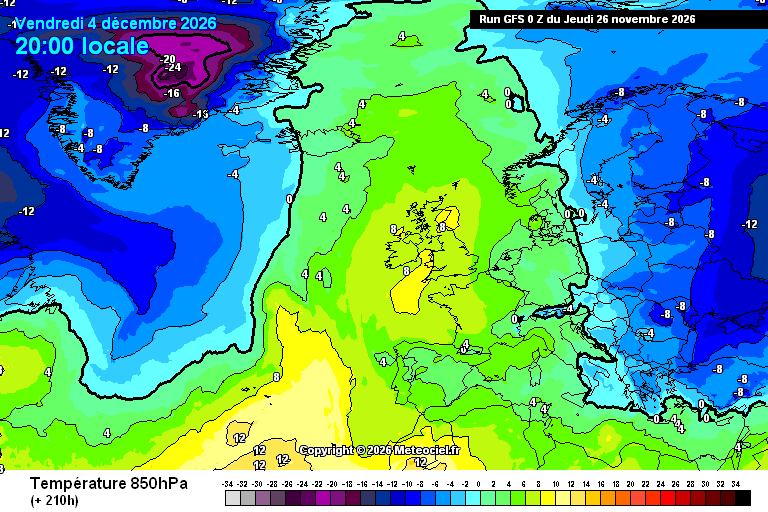 Vendredi 4 décembre 2026
20:00 locale
Run GFS 0 Z du Jeudi 26 novembre 2026
Copyright © 2026 Meteociel.fr
Température 850hPa
(+ 210h)
-34 -32 -30 -28 -26 -24 -22 -20 -18 -16 -14 -12 -10 -8 -6 -4 -2 0 2 4 6 8 10 12 14 16 18 20 22 24 26 28 30 32 34